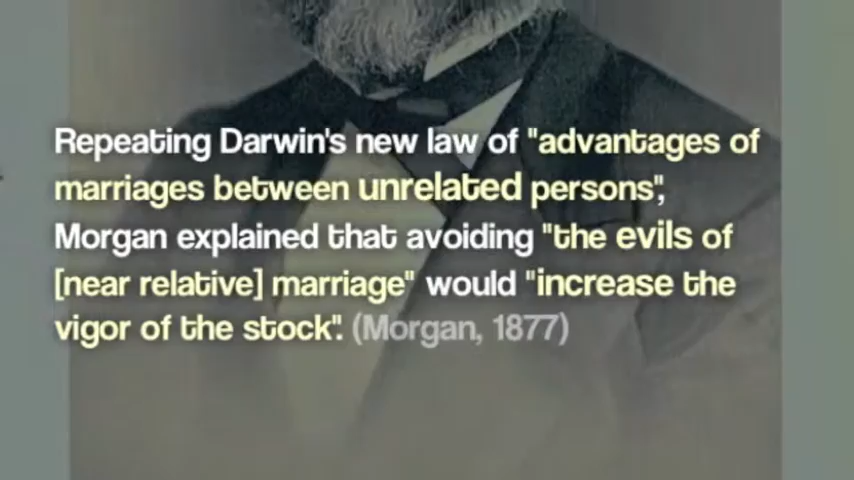 Repeating Darwin's new law of "advantages of
marriages between unrelated persons",
Morgan explained that avoiding "the evils of
[near relative] marriage" would "increase the
vigor of the stock". (Morgan, 1877)